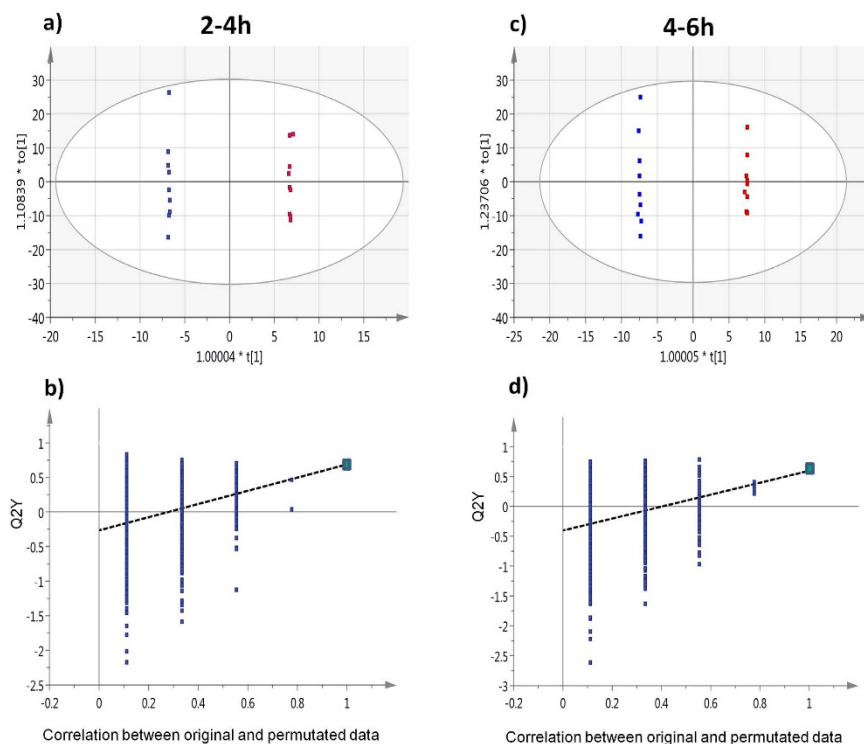 a)
2-4h
30
20
10
0
-10
-20
-30
-40
1.10839 * to[1]
-20 -15 -10 -5 0 5 10 15
1.00004 * t[1]
c)
4-6h
30
20
10
0
-10
-20
-30
-40
1.23706 * to[1]
-25 -20 -15 -10 -5 0 5 10 15 20
1.00005 * t[1]
b)
1
0.5
0
-0.5
-1
-1.5
-2
-2.5
Q2Y
0 0.2 0.4 0.6 0.8 1
Correlation between original and permutated data
d)
1
0.5
0
-0.5
-1
-1.5
-2
-2.5
-3
Q2Y
0 0.2 0.4 0.6 0.8 1
Correlation between original and permutated data